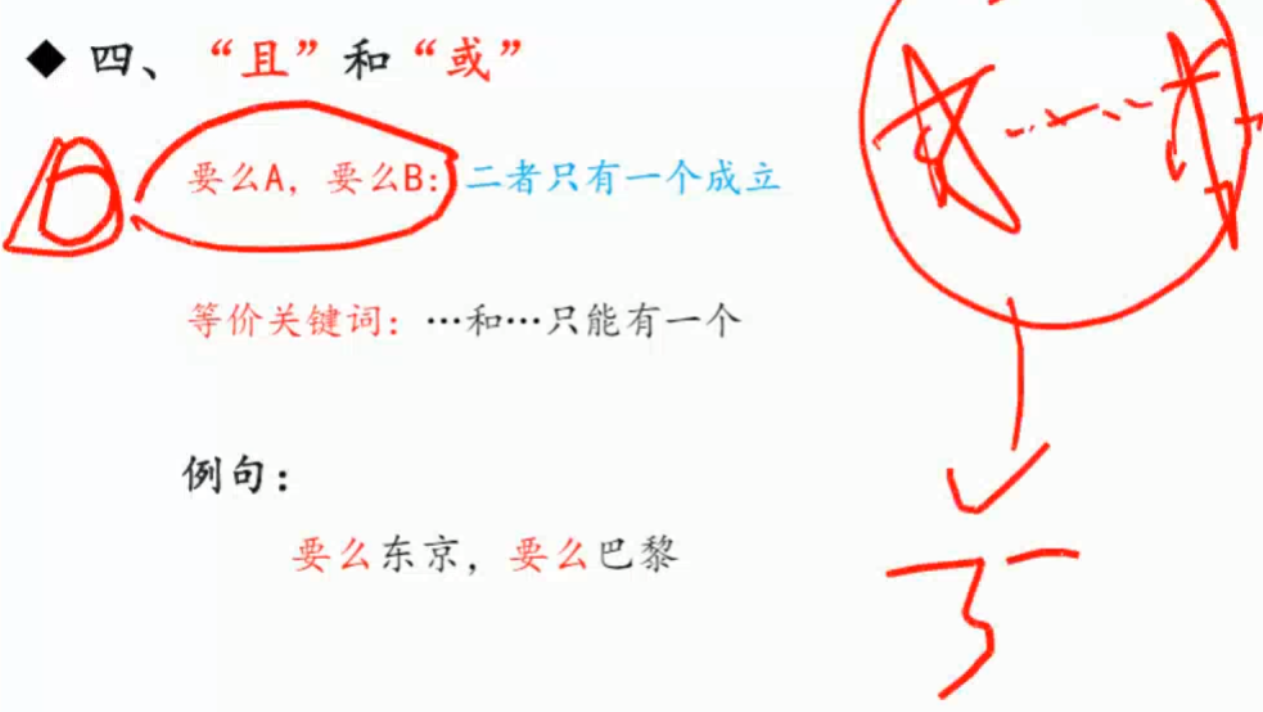 四、“且”和“或”
要么A，要么B：二者只有一个成立
等价关键词：…和…只能有一个
例句：
要么东京，要么巴黎